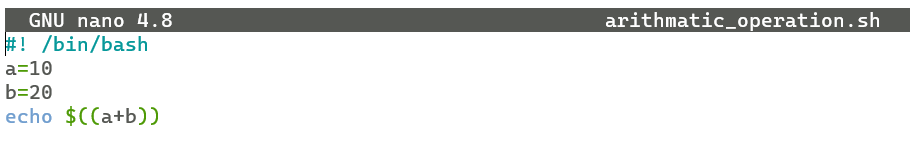 GNU nano 4.8 arithmatic_operation.sh
#! /bin/bash
a=10
b=20
echo $((a+b))